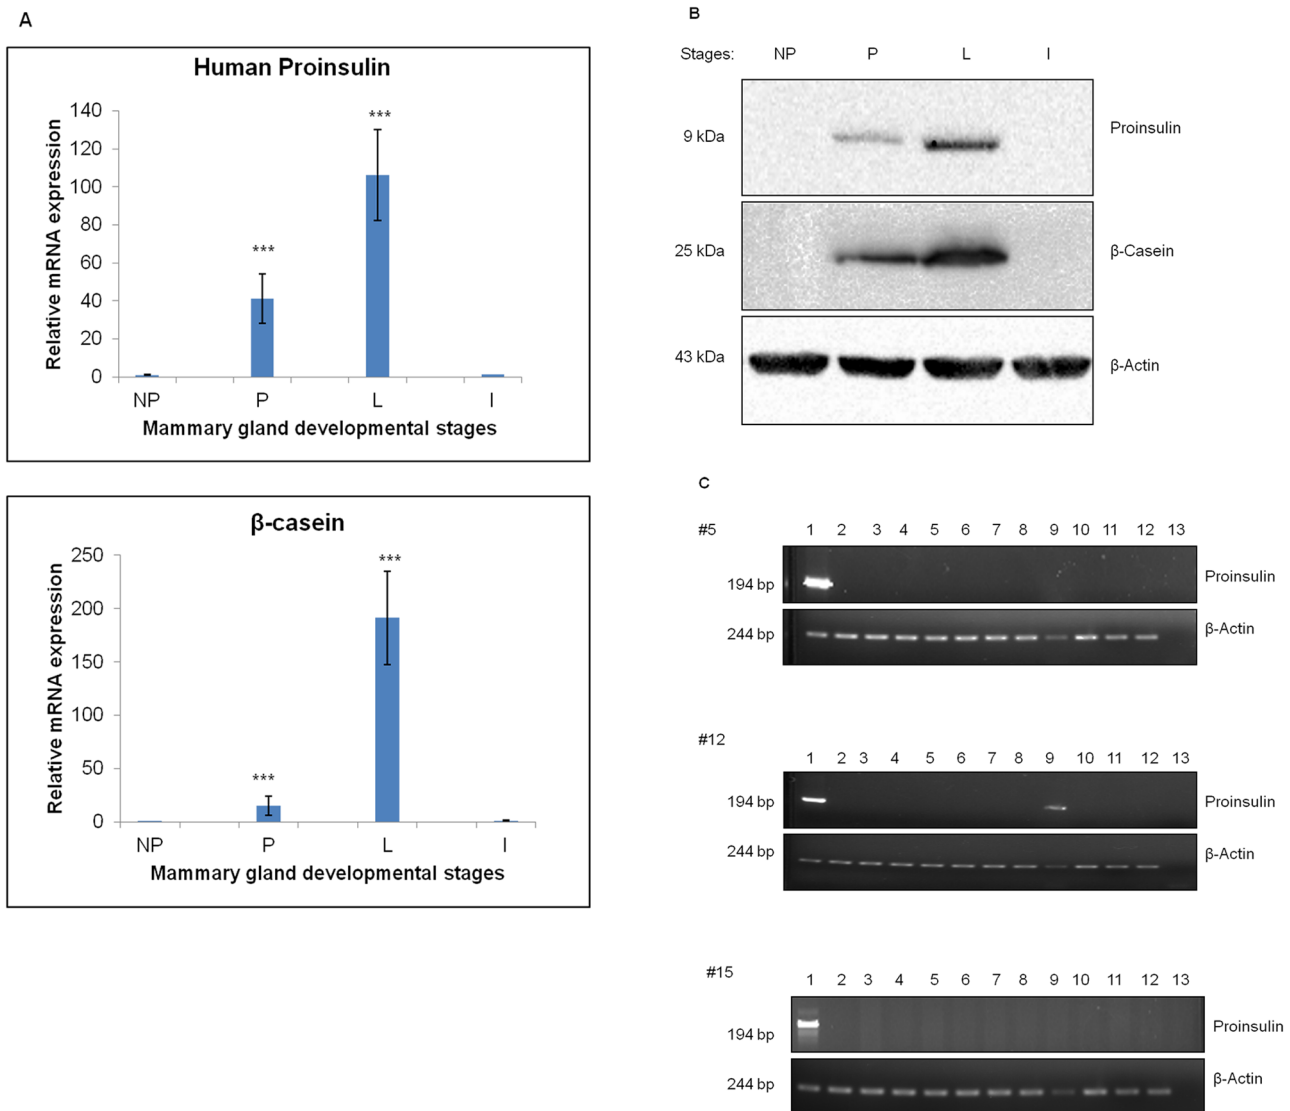 A
Human Proinsulin
Relative mRNA expression
140
120
100
80
60
40
20
0
***
***
NP P L I
Mammary gland developmental stages
β-casein
Relative mRNA expression
250
200
150
100
50
0
***
***
NP P L I
Mammary gland developmental stages
B
Stages: NP P L I
9 kDa Proinsulin
25 kDa β-Casein
43 kDa β-Actin
C
#5 1 2 3 4 5 6 7 8 9 10 11 12 13
194 bp Proinsulin
244 bp β-Actin
#12
1 2 3 4 5 6 7 8 9 10 11 12 13
194 bp Proinsulin
244 bp β-Actin
#15
1 2 3 4 5 6 7 8 9 10 11 12 13
194 bp Proinsulin
244 bp β-Actin